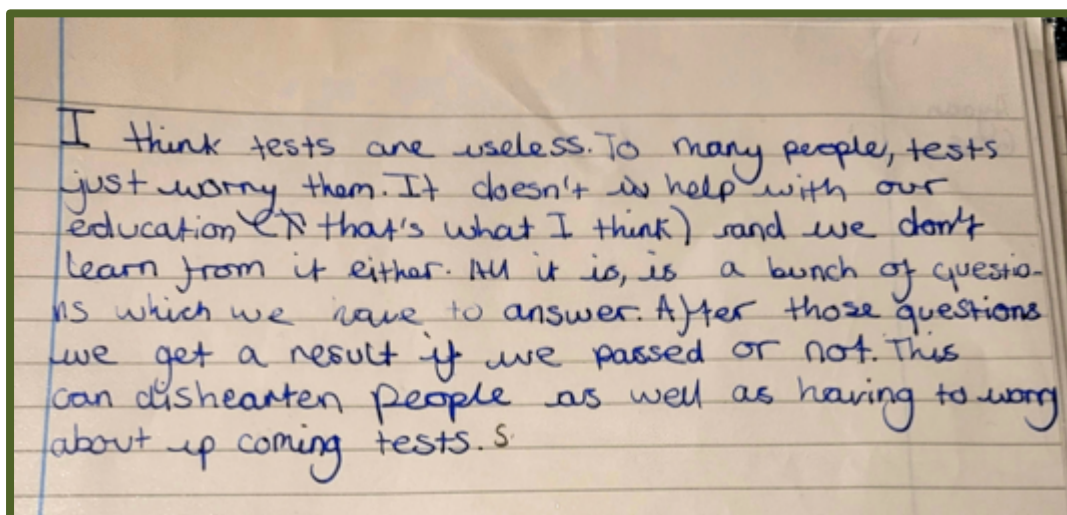 I think tests are useless. To many people, tests
just worry them. It doesn't help with our
education (that's what I think) and we don't
learn from it either. All it is, is a bunch of questio-
ns which we have to answer. After those questions
we get a result if we passed or not. This
can dishearten people as well as having to worry
about up coming tests. S.